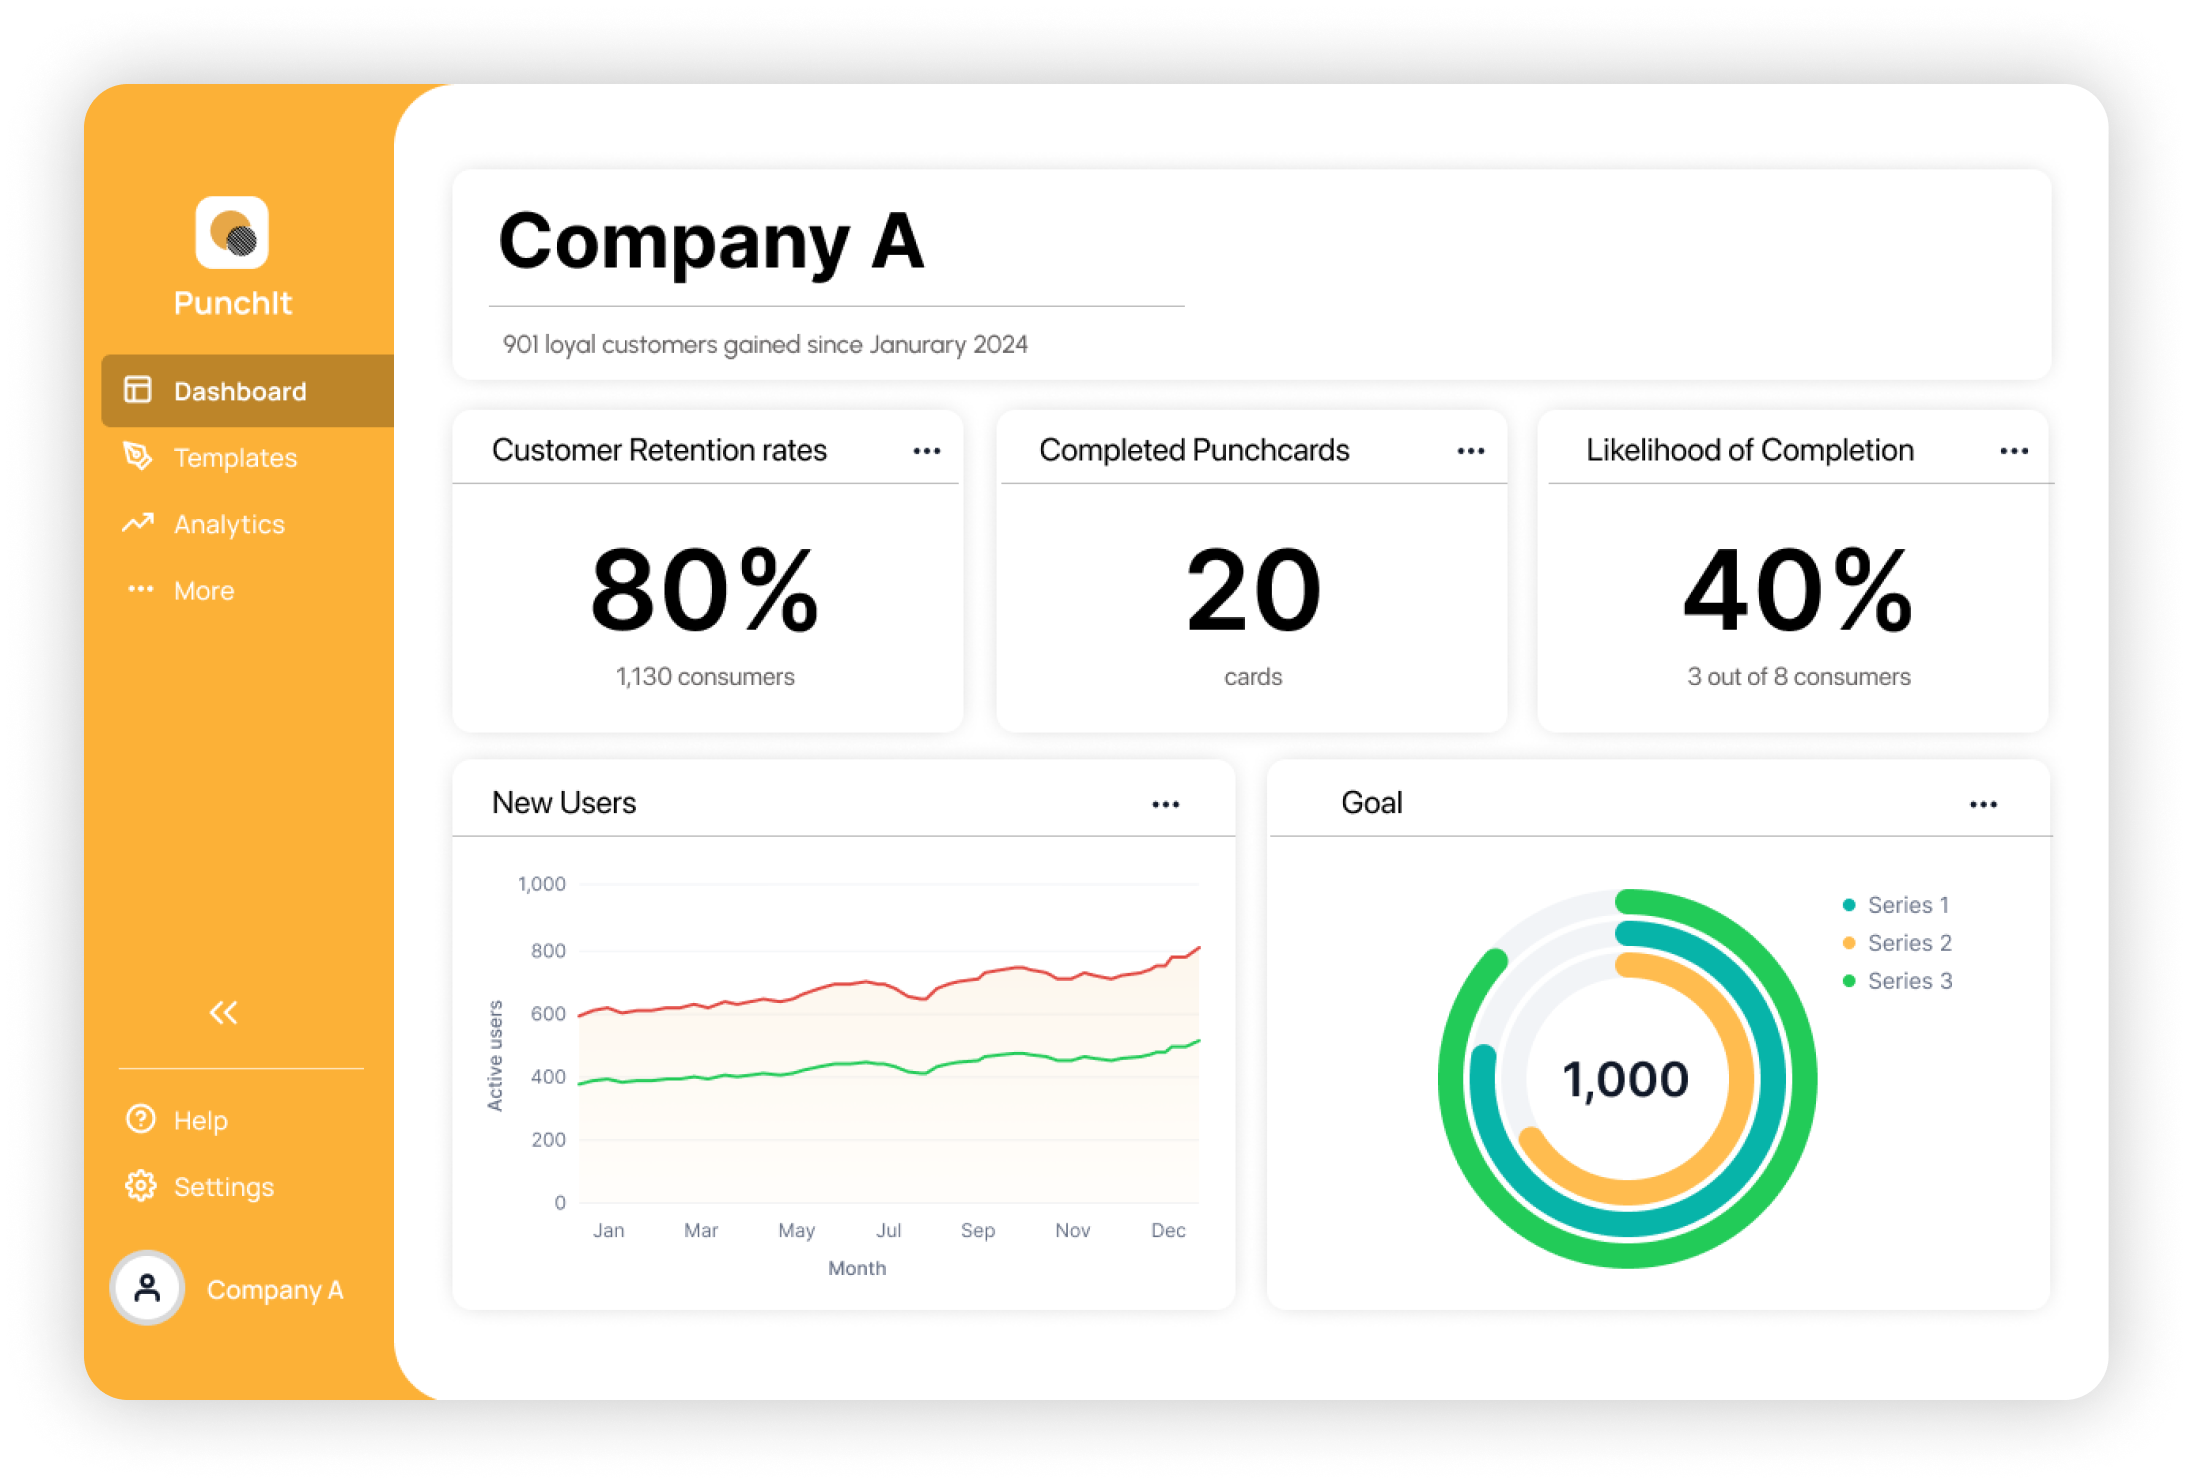 PunchIt
Dashboard
Templates
Analytics
More
Help
Settings
Company A
Company A
901 loyal customers gained since Janurary 2024
Customer Retention rates
80%
1,130 consumers
Completed Punchcards
20
cards
Likelihood of Completion
40%
3 out of 8 consumers
New Users
1,000
800
600
400
200
0
Active users
Jan Mar May Jul Sep Nov Dec
Month
Goal
Series 1
Series 2
Series 3
1,000